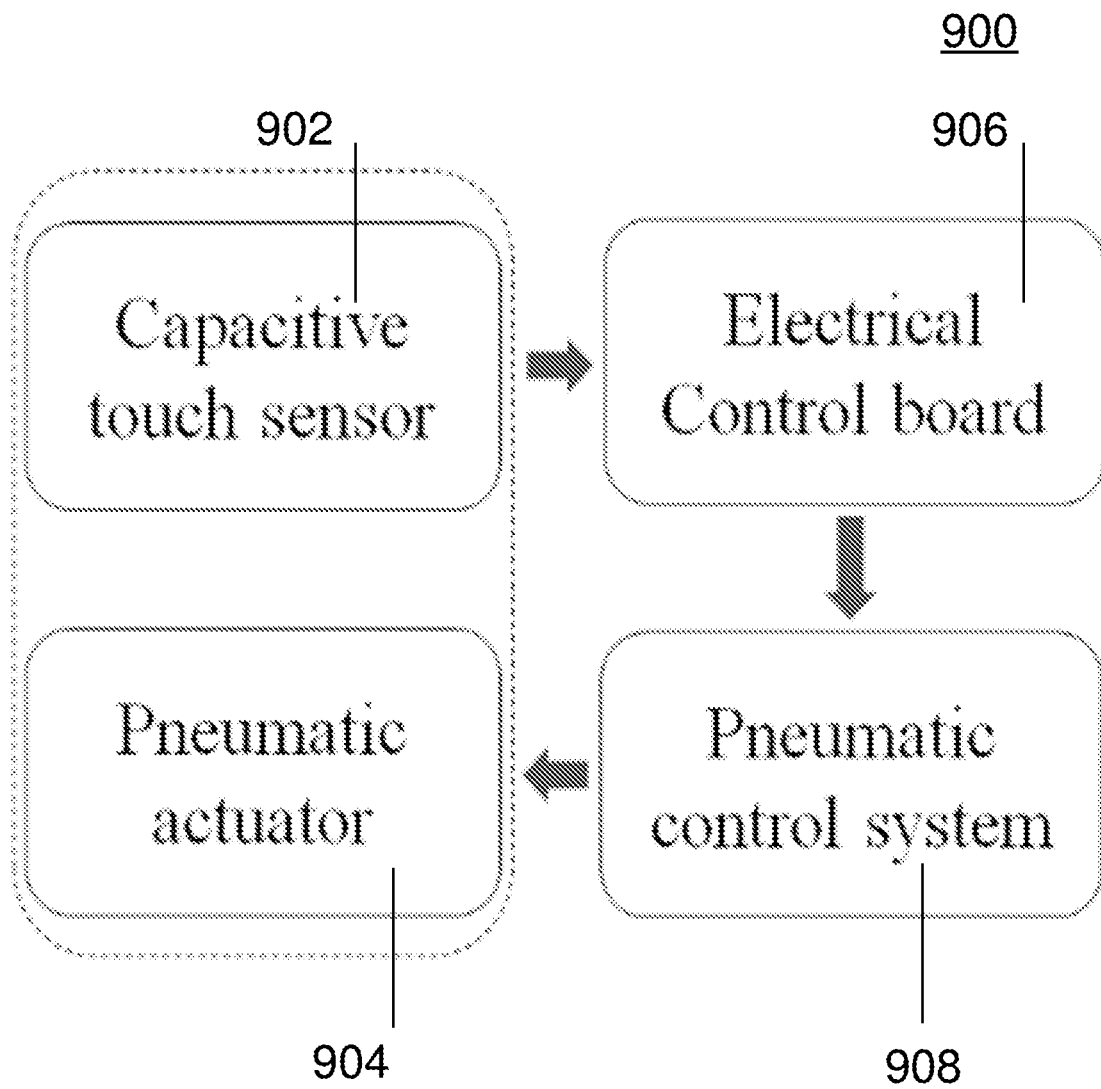 900
902
906
Capacitive
touch sensor
Electrical
Control board
Pneumatic
actuator
Pneumatic
control system
904
908